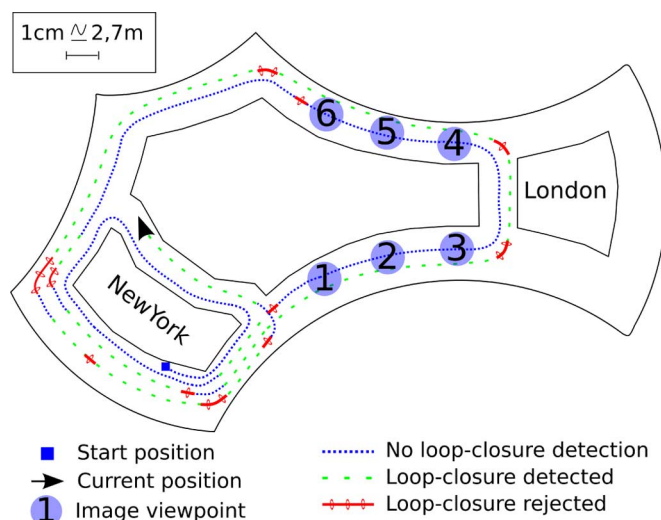 1cm ≃ 2,7m
6
5
4
London
3
2
1
NewYork
Start position
Current position
1 Image viewpoint
No loop-closure detection
Loop-closure detected
Loop-closure rejected